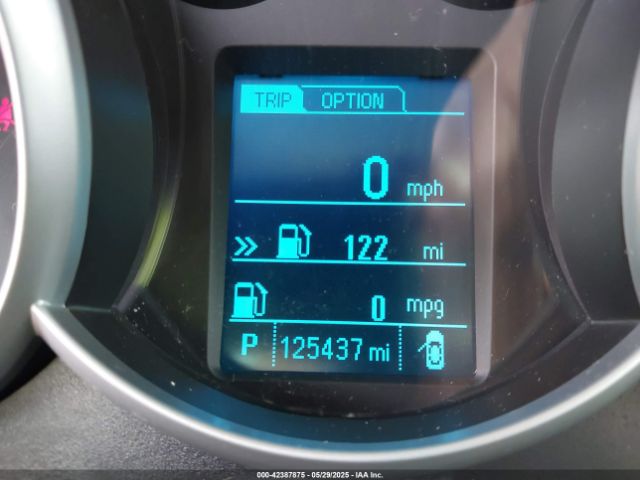 TRIP OPTION
0 mph
122 mi
0 mpg
P 125437 mi
000-42387875 - 05/29/2025 - IAA Inc.